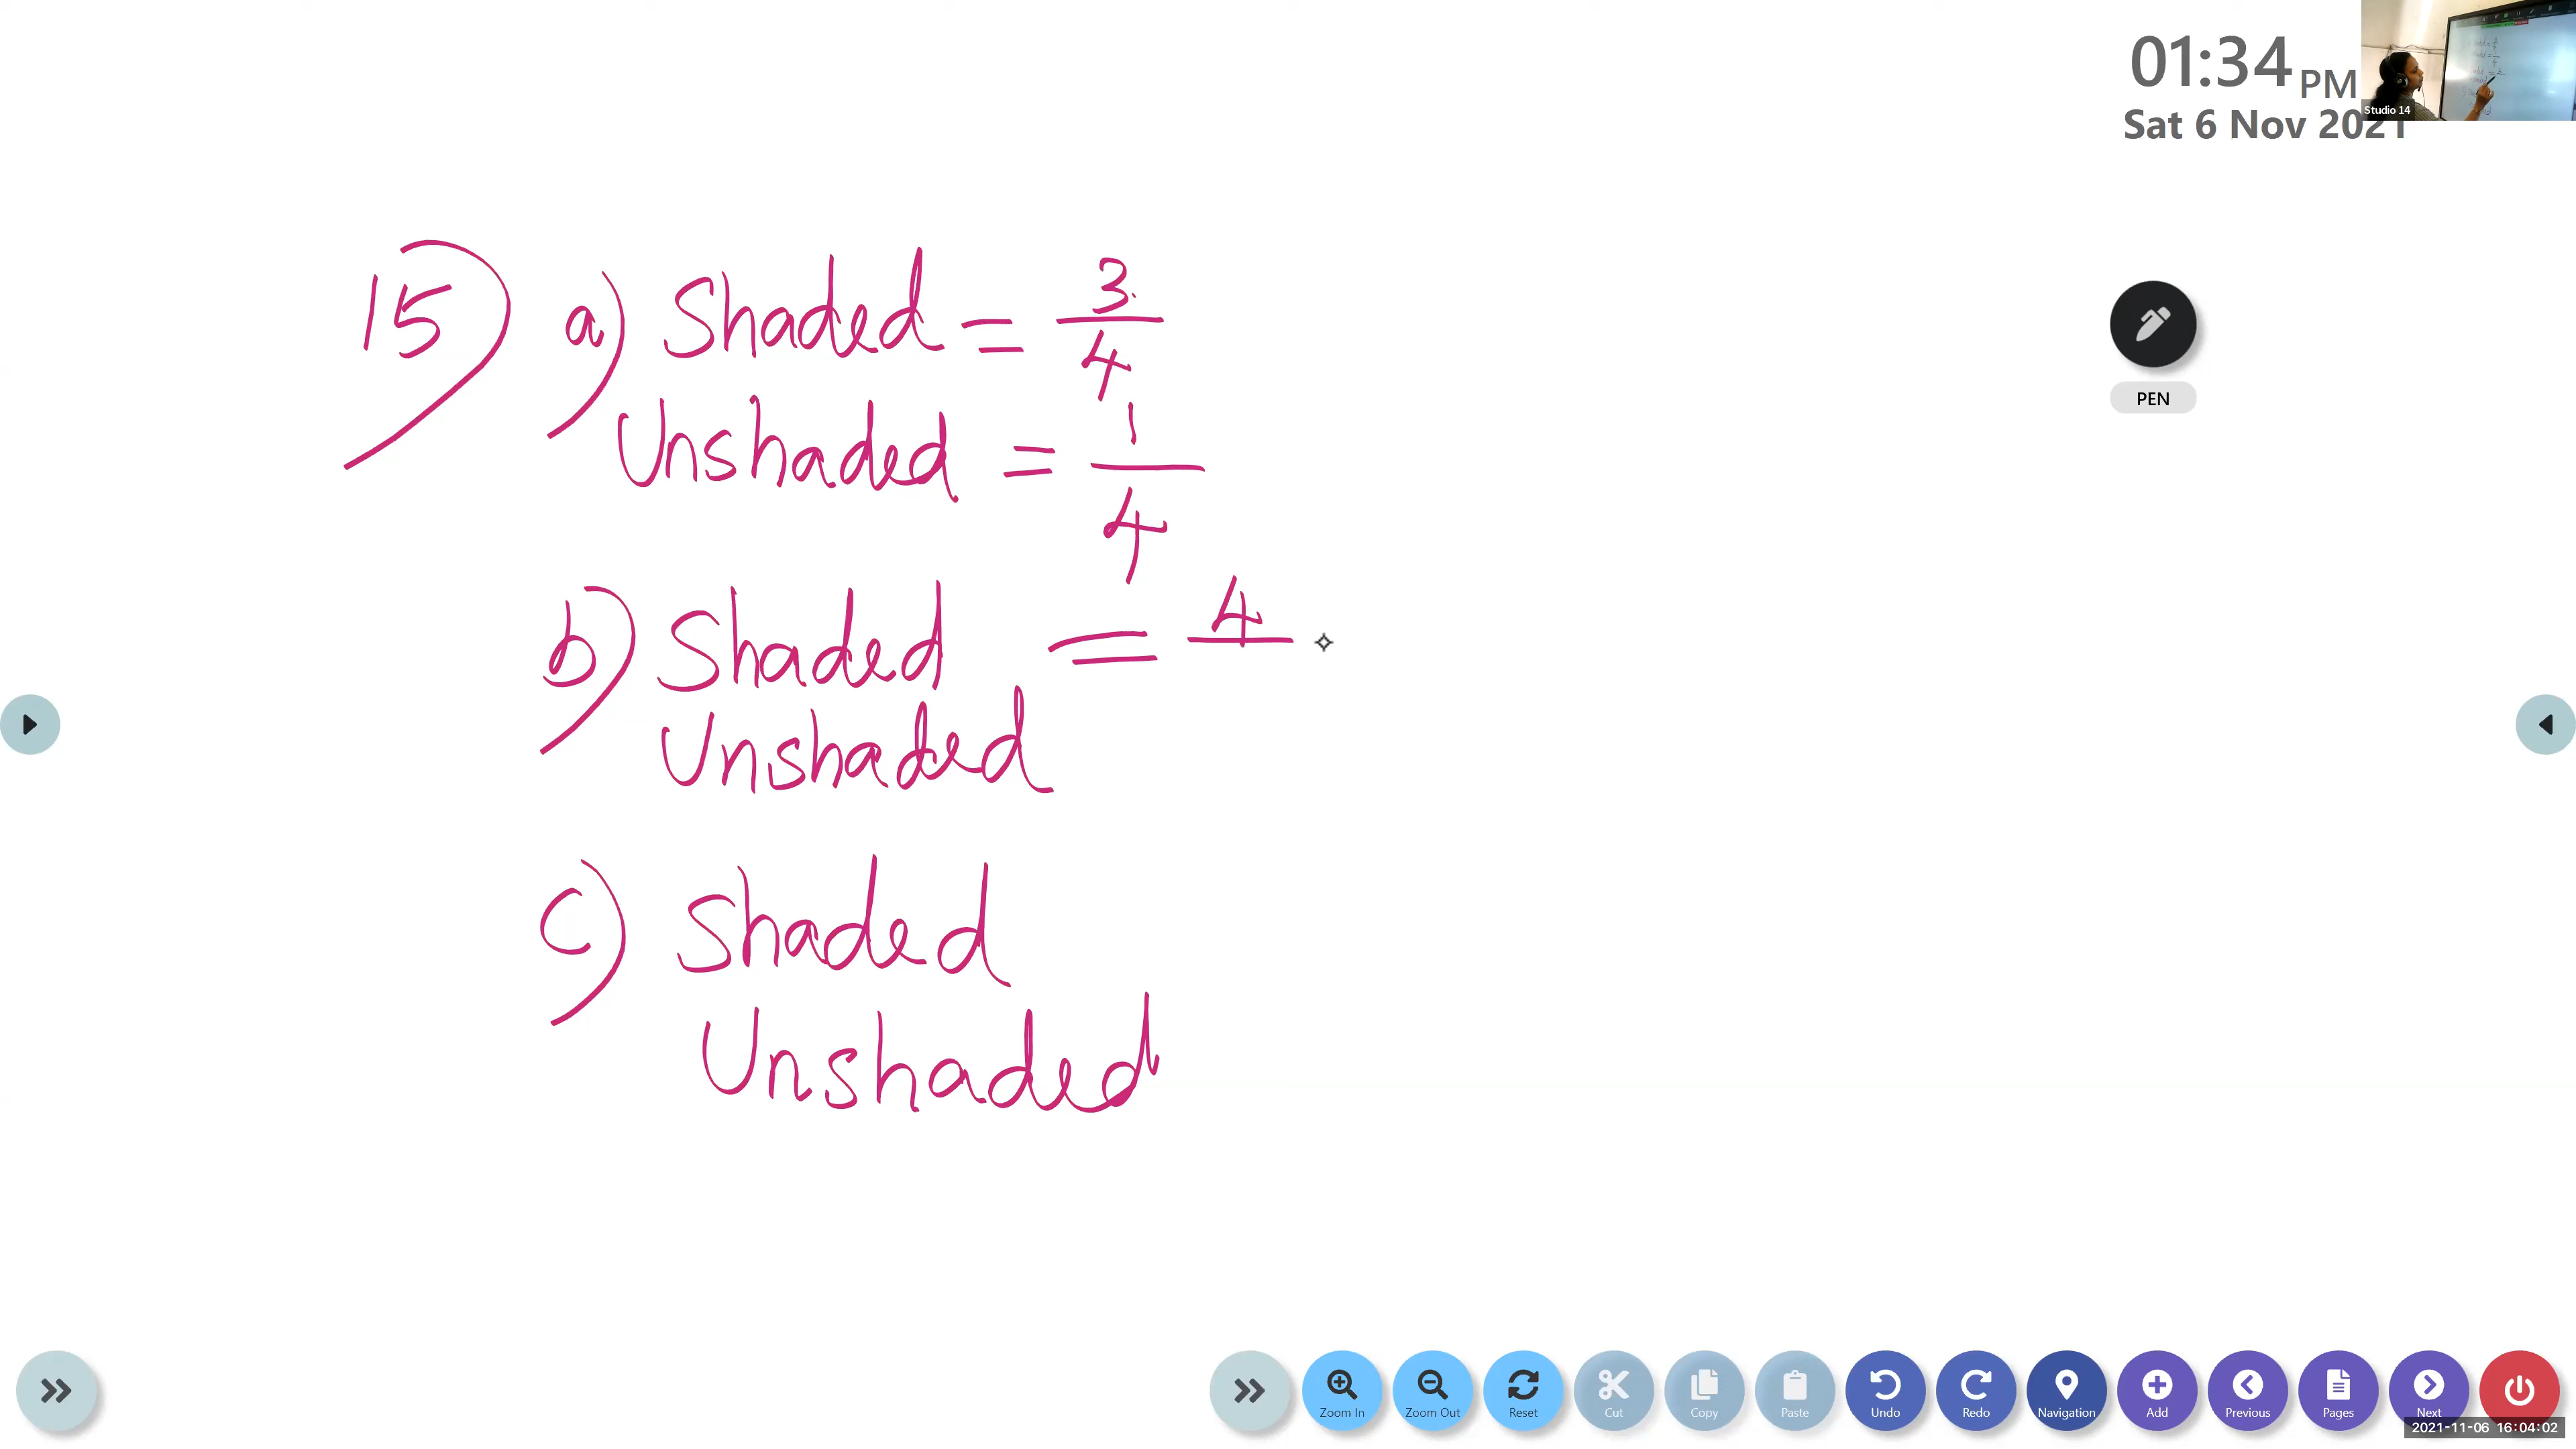 01:34 PM
Sat 6 Nov 2021
Studio 14
PEN
15) a) Shaded = 3/4
Unshaded = 1/4
b) Shaded = 4/
Unshaded
c) Shaded
Unshaded
Zoom In Zoom Out Reset Cut Copy Paste Undo Redo Navigation Add Previous Pages Next
2021-11-06 16:04:02